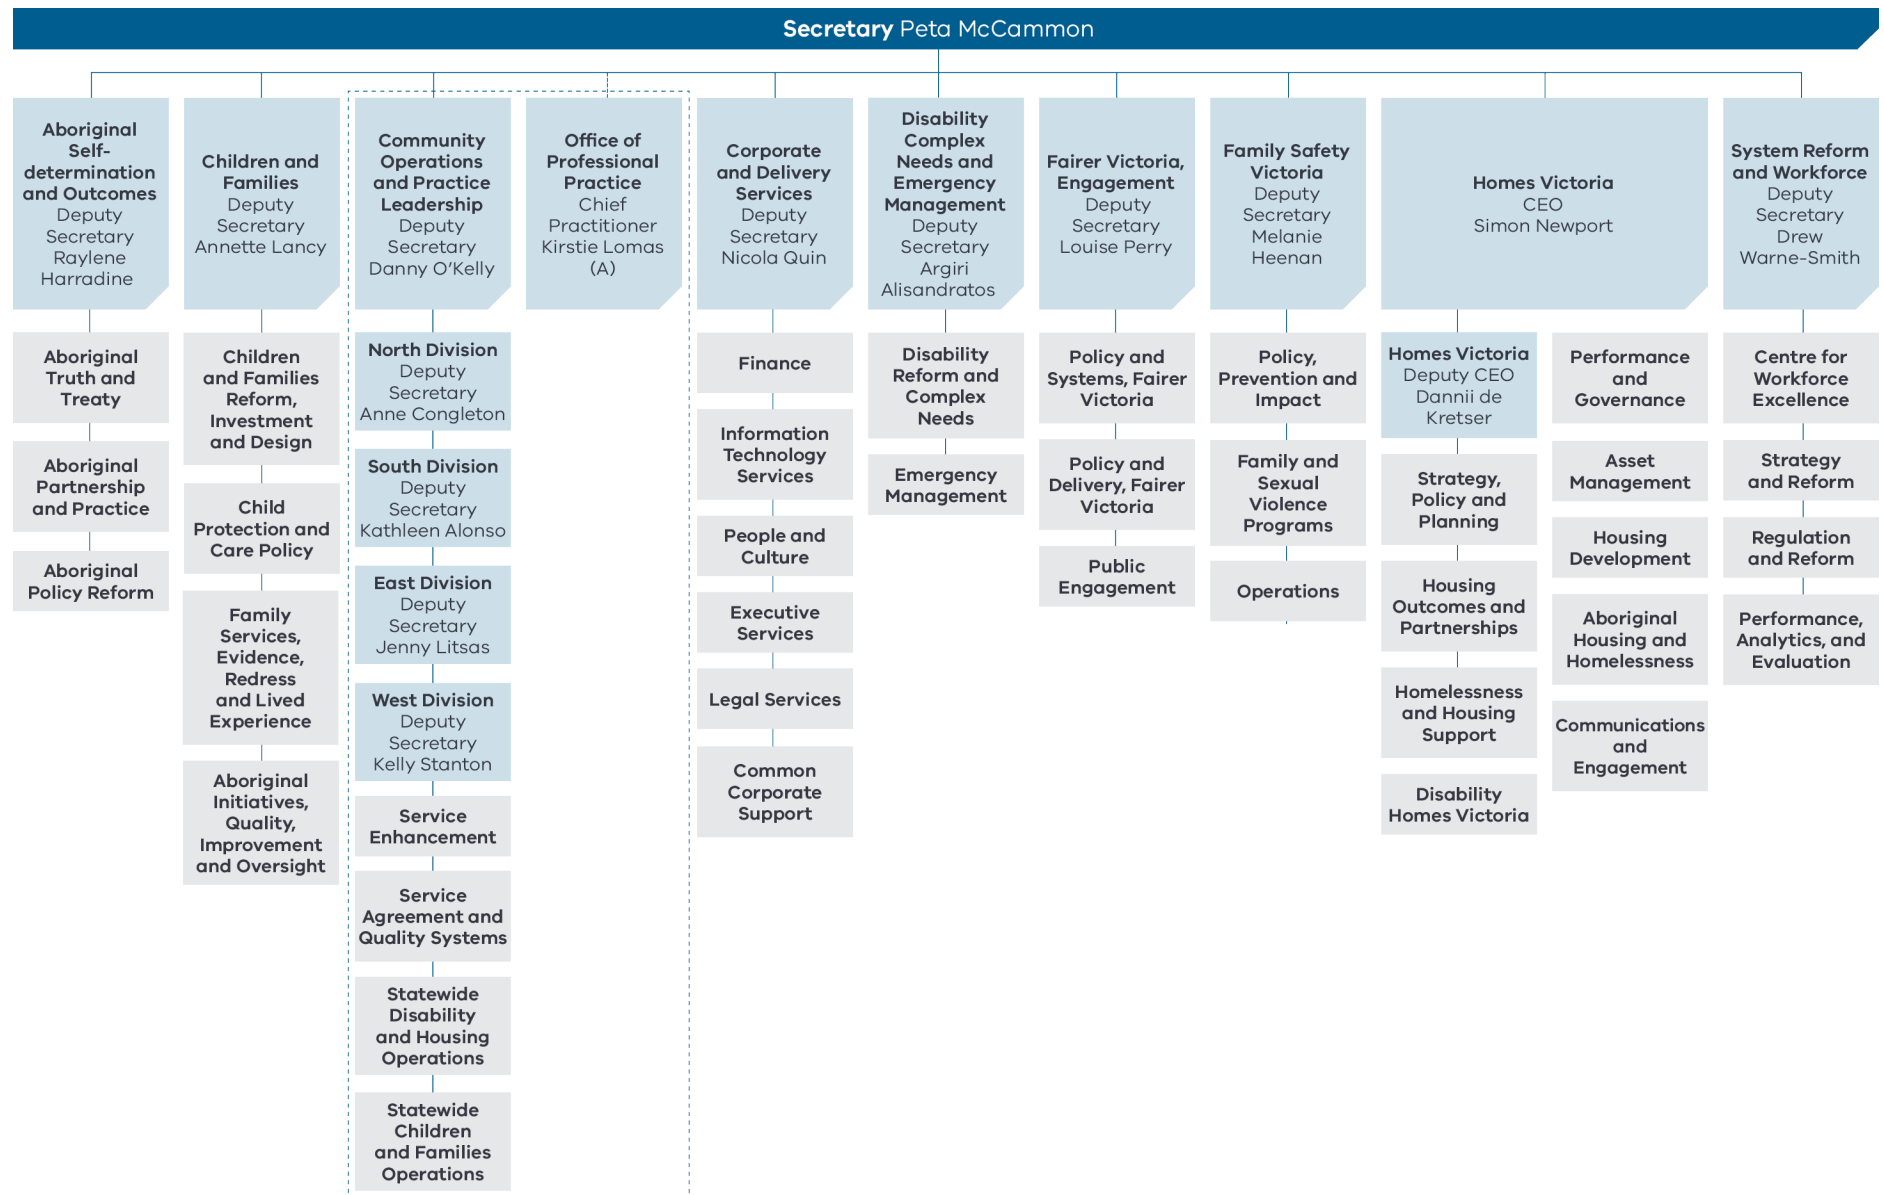 Secretary Peta McCammon
Aboriginal
Self-
determination
and Outcomes
Deputy
Secretary
Raylene
Harradine
Aboriginal
Truth and
Treaty
Aboriginal
Partnership
and Practice
Aboriginal
Policy Reform
Children and
Families
Deputy
Secretary
Annette Lancy
Children
and Families
Reform,
Investment
and Design
Child
Protection and
Care Policy
Family
Services,
Evidence,
Redress
and Lived
Experience
Aboriginal
Initiatives,
Quality,
Improvement
and Oversight
Community
Operations
and Practice
Leadership
Deputy
Secretary
Danny O’Kelly
North Division
Deputy
Secretary
Anne Congleton
South Division
Deputy
Secretary
Kathleen Alonso
East Division
Deputy
Secretary
Jenny Litsas
West Division
Deputy
Secretary
Kelly Stanton
Service
Enhancement
Service
Agreement and
Quality Systems
Statewide
Disability
and Housing
Operations
Statewide
Children
and Families
Operations
Office of
Professional
Practice
Chief
Practitioner
Kirstie Lomas
(A)
Corporate
and Delivery
Services
Deputy
Secretary
Nicola Quin
Finance
Information
Technology
Services
People and
Culture
Executive
Services
Legal Services
Common
Corporate
Support
Disability
Complex
Needs and
Emergency
Management
Deputy
Secretary
Argiri
Alisandratos
Disability
Reform and
Complex
Needs
Emergency
Management
Fairer Victoria,
Engagement
Deputy
Secretary
Louise Perry
Policy and
Systems, Fairer
Victoria
Policy and
Delivery, Fairer
Victoria
Public
Engagement
Family Safety
Victoria
Deputy
Secretary
Melanie
Heenan
Policy,
Prevention and
Impact
Family and
Sexual
Violence
Programs
Operations
Homes Victoria
CEO
Simon Newport
Homes Victoria
Deputy CEO
Dannii de
Kretser
Strategy,
Policy and
Planning
Housing
Outcomes and
Partnerships
Homelessness
and Housing
Support
Disability
Homes Victoria
Performance
and
Governance
Asset
Management
Housing
Development
Aboriginal
Housing and
Homelessness
Communications
and
Engagement
System Reform
and Workforce
Deputy
Secretary
Drew
Warne-Smith
Centre for
Workforce
Excellence
Strategy
and Reform
Regulation
and Reform
Performance,
Analytics, and
Evaluation